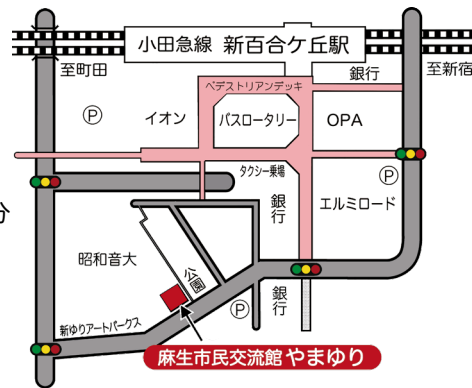 小田急線 新百合ケ丘駅
至町田
銀行
至新宿
ペデストリアンデッキ
Ⓟ
イオン
バスロータリー
OPA
タクシー乗場
Ⓟ
分
銀行
エルミロード
昭和音大
公園
銀行
新ゆりアートパークス
Ⓟ
麻生市民交流館 やまゆり